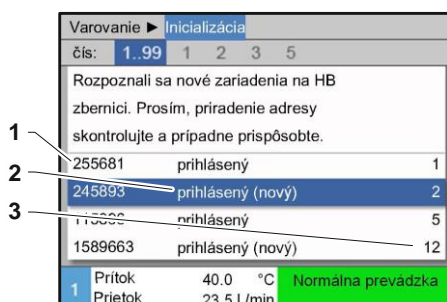 Varovanie ► Inicializácia
čís: 1..99 1 2 3 5
Rozpoznali sa nové zariadenia na HB
zbernici. Prosím, priradenie adresy
skontrolujte a prípadne prispôsobte.
1
255681 prihlásený 1
2
245893 prihlásený (nový) 2
3
prihlásený 5
1589663 prihlásený (nový) 12
1 Prítok 40.0 °C Normálna prevádzka
Prietok 23.5 l/min